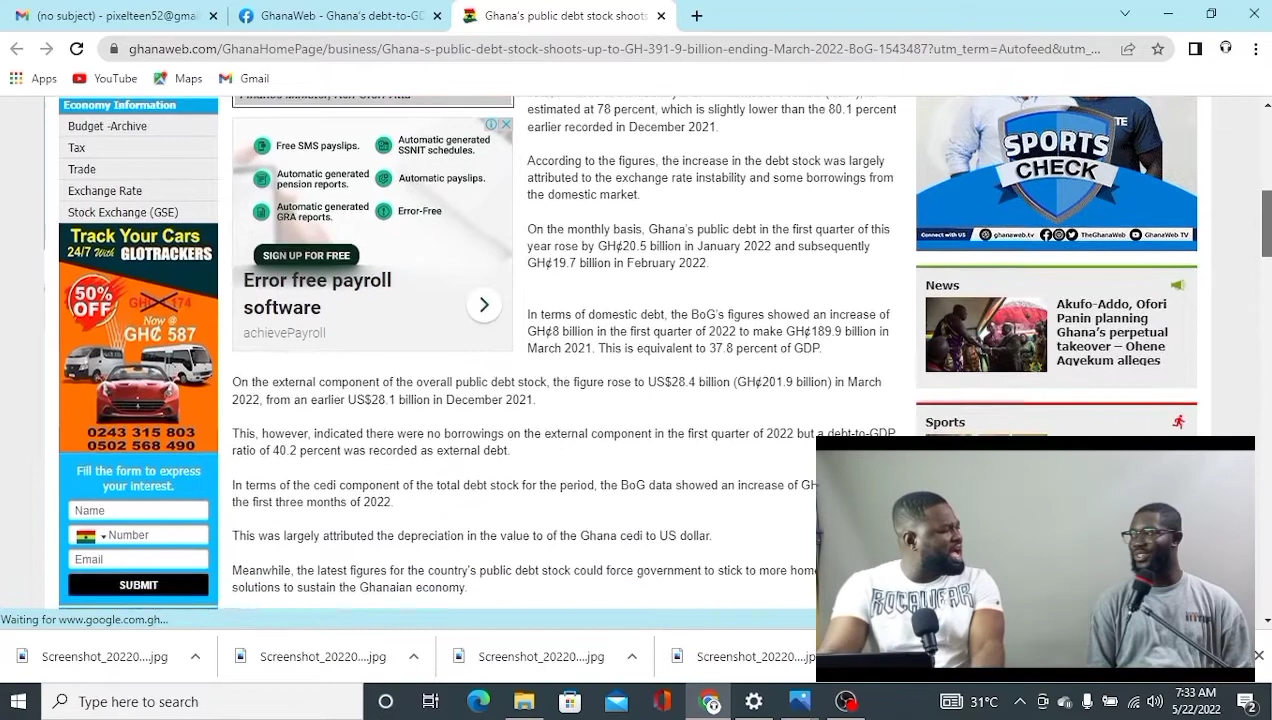 (no subject) - pieilteen52@gmai
Facebook
Ghana's public debt stock shoots
ghanaweb.com/GhanaHomePage/business/Ghana-s-public-debt-stock-shoots-up-to-GH-391-9-billion-ending-March-2022-BoG-1543487?utm_term=Autofeed&utm_...
Apps
YouTube
Maps
Gmail
Economy Information
Budget -Archive
Tax
Trade
Exchange Rate
Stock Exchange (GSE)
Track Your Cars
24/7 With GLOTRACKERS
50%
OFF
Now @
GH₵ 587
0243 315 803
0502 568 490
Fill the form to express
your interest.
Name
Number
Email
SUBMIT
Free SMS payslips.
Automatic generated
SSNIT schedules.
Automatic generated
pension reports.
Automatic payslips.
Automatic generated
GRA reports.
Error-Free
SIGN UP FOR FREE
Error free payroll
software
achievePayroll
estimated at 78 percent, which is slightly lower than the 80.1 percent
earlier recorded in December 2021.
According to the figures, the increase in the debt stock was largely
attributed to the exchange rate instability and some borrowings from
the domestic market.
On the monthly basis, Ghana's public debt in the first quarter of this
year rose by GH¢20.5 billion in January 2022 and subsequently
GH¢19.7 billion in February 2022.
In terms of domestic debt, the BoG's figures showed an increase of
GH¢8 billion in the first quarter of 2022 to make GH¢189.9 billion in
March 2021. This is equivalent to 37.8 percent of GDP.
On the external component of the overall public debt stock, the figure rose to US$28.4 billion (GH¢201.9 billion) in March
2022, from an earlier US$28.1 billion in December 2021.
This, however, indicated there were no borrowings on the external component in the first quarter of 2022 but a debt-to-GDP
ratio of 40.2 percent was recorded as external debt.
In terms of the cedi component of the total debt stock for the period, the BoG data showed an increase of GH
the first three months of 2022.
This was largely attributed the depreciation in the value to of the Ghana cedi to US dollar.
Meanwhile, the latest figures for the country's public debt stock could force government to stick to more hom
solutions to sustain the Ghanaian economy.
SPORTS
CHECK
Connect with US
ghanaweb.tv
TheGhanaWeb
GhanaWeb TV
News
Akufo-Addo, Ofori
Panin planning
Ghana's perpetual
takeover – Ohene
Agyekum alleges
Sports
ROCAWEAR
Waiting for www.google.com.gh...
Screenshot_20220....jpg
Screenshot_20220....jpg
Screenshot_20220....jpg
Screenshot_20220....jp
Type here to search
31°C
7:33 AM
5/22/2022
2